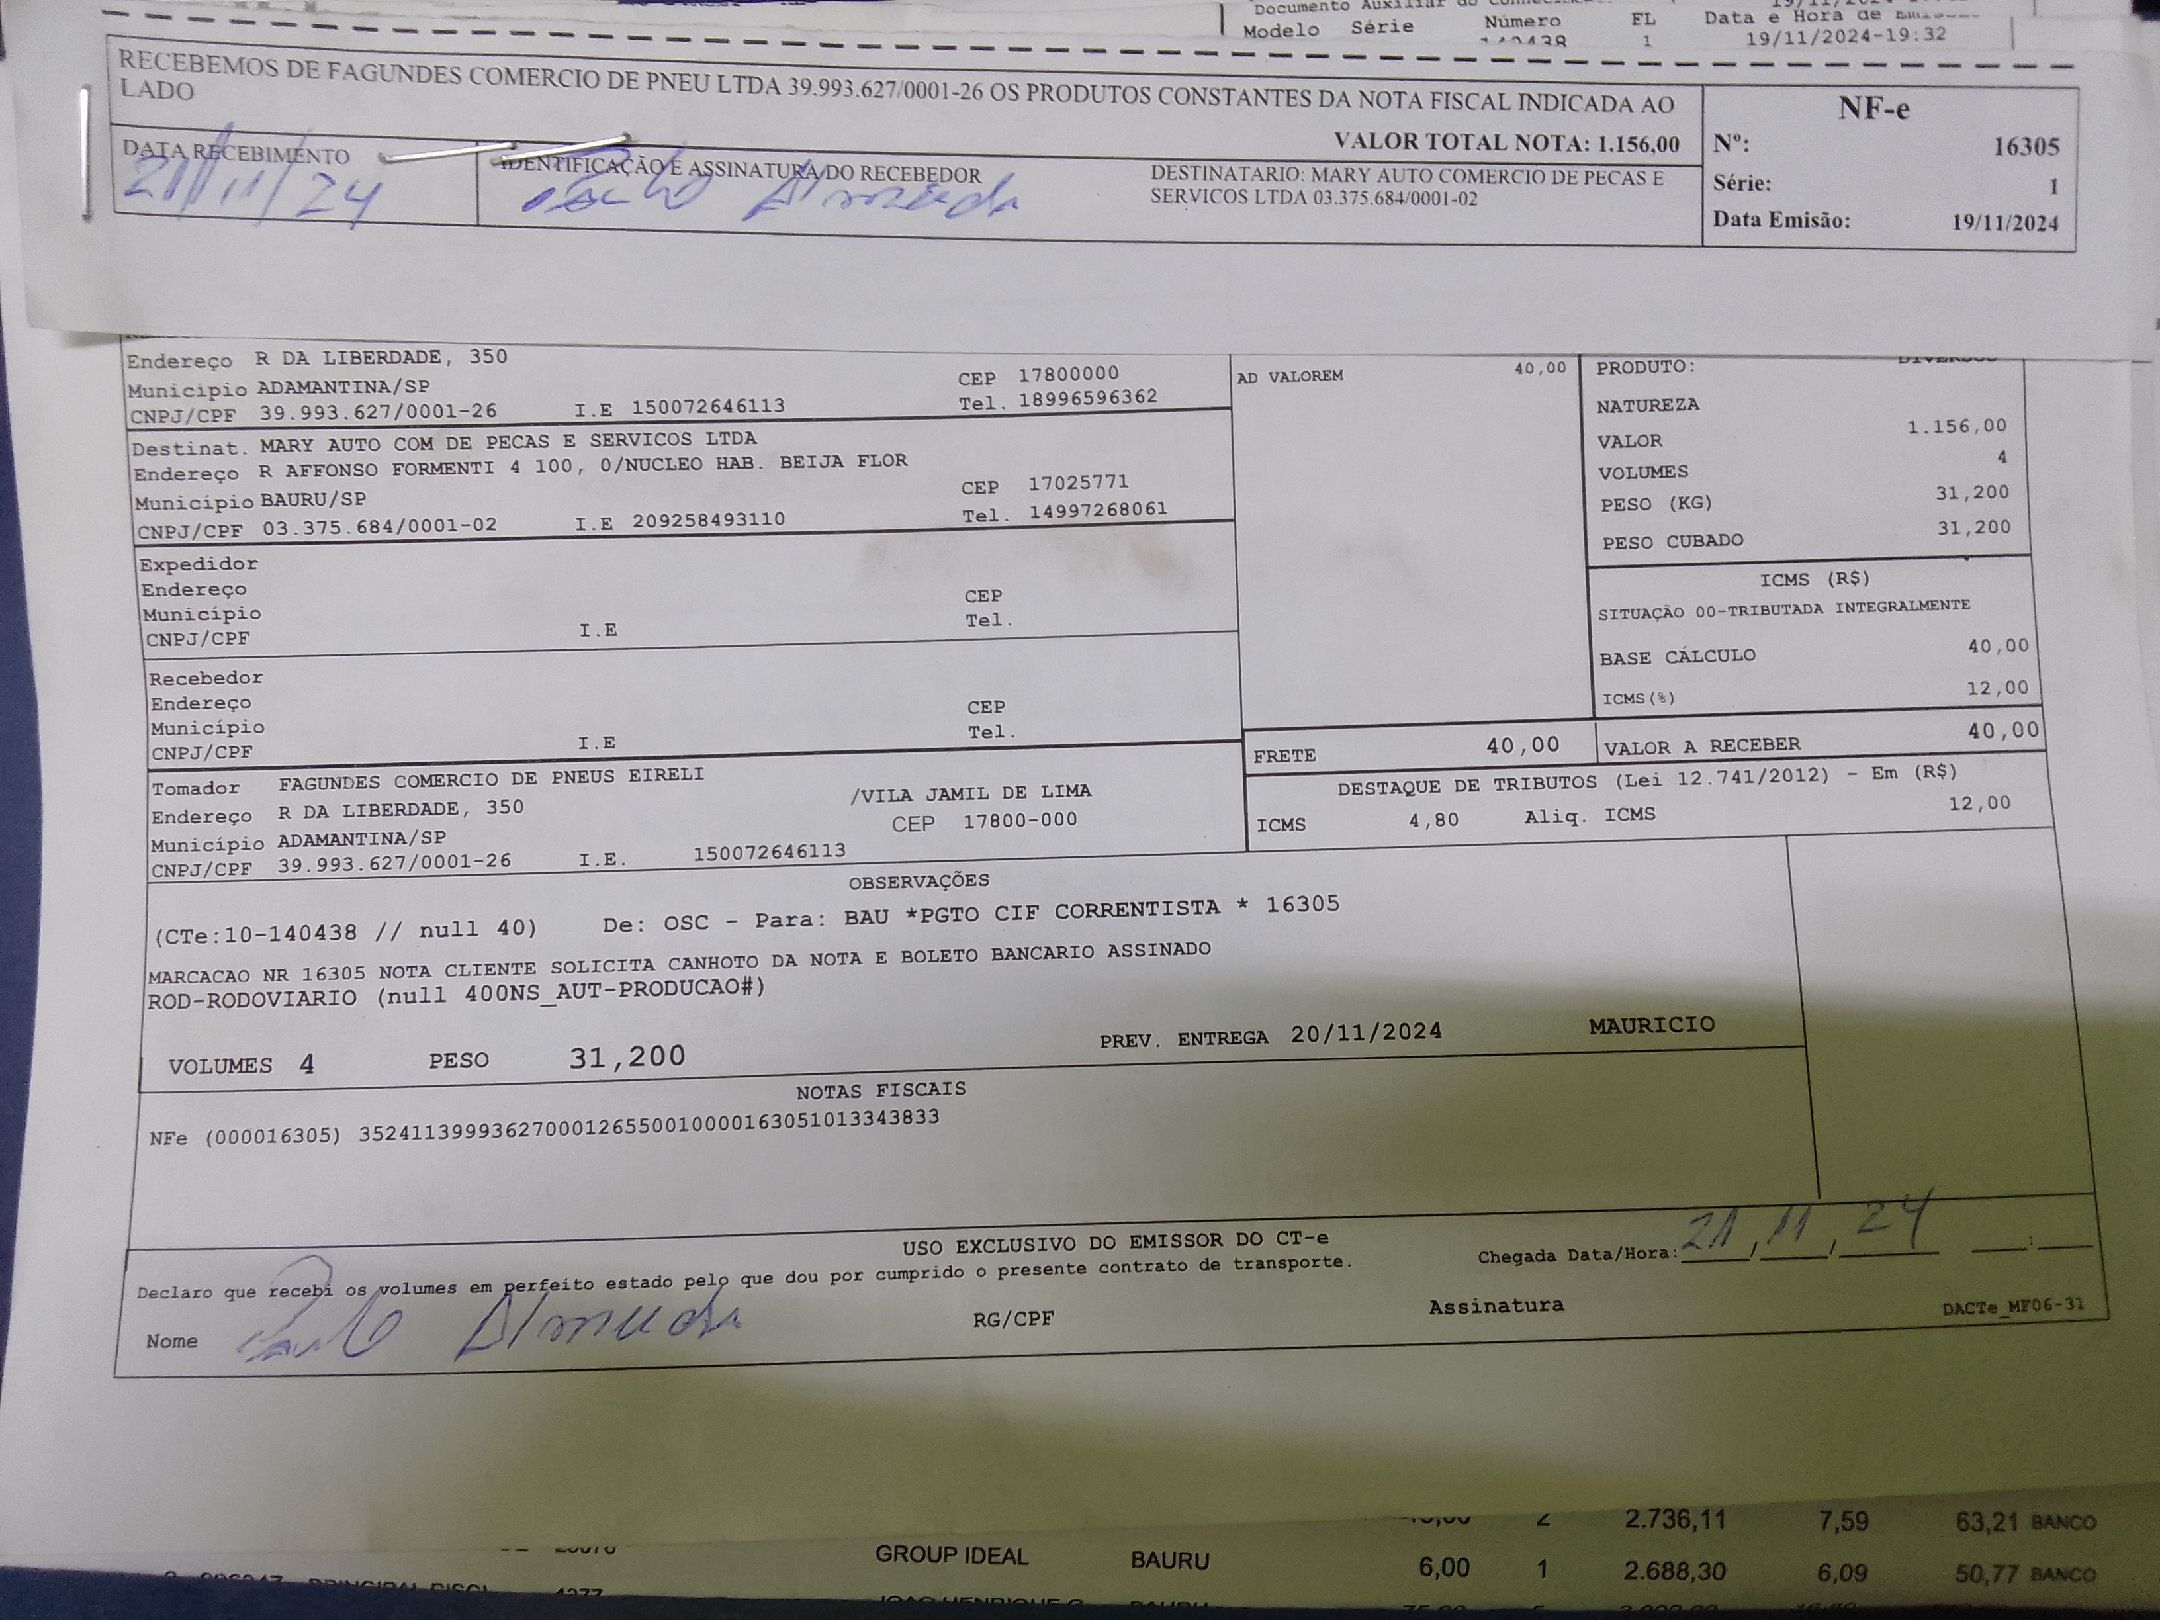 Documento Auxiliar do
Modelo Série Número FL Data e Hora de
140438 1 19/11/2024-19:32
RECEBEMOS DE FAGUNDES COMERCIO DE PNEU LTDA 39.993.627/0001-26 OS PRODUTOS CONSTANTES DA NOTA FISCAL INDICADA AO
LADO
VALOR TOTAL NOTA: 1.156,00
DATA RECEBIMENTO
21/11/24
IDENTIFICAÇÃO E ASSINATURA DO RECEBEDOR
Paulo Almeida
DESTINATARIO: MARY AUTO COMERCIO DE PECAS E
SERVICOS LTDA 03.375.684/0001-02
NF-e
Nº: 16305
Série: 1
Data Emisão: 19/11/2024
Endereço R DA LIBERDADE, 350
Município ADAMANTINA/SP CEP 17800000
CNPJ/CPF 39.993.627/0001-26 I.E 150072646113 Tel. 18996596362
Destinat. MARY AUTO COM DE PECAS E SERVICOS LTDA
Endereço R AFFONSO FORMENTI 4 100, 0/NUCLEO HAB. BEIJA FLOR
Município BAURU/SP CEP 17025771
CNPJ/CPF 03.375.684/0001-02 I.E 209258493110 Tel. 14997268061
Expedidor
Endereço
Município CEP
CNPJ/CPF I.E Tel.
Recebedor
Endereço
Município CEP
CNPJ/CPF I.E Tel.
Tomador FAGUNDES COMERCIO DE PNEUS EIRELI
Endereço R DA LIBERDADE, 350 /VILA JAMIL DE LIMA
Município ADAMANTINA/SP CEP 17800-000
CNPJ/CPF 39.993.627/0001-26 I.E. 150072646113
AD VALOREM 40,00
PRODUTO: DIVERSOS
NATUREZA
VALOR 1.156,00
VOLUMES 4
PESO (KG) 31,200
PESO CUBADO 31,200
ICMS (R$)
SITUAÇÃO 00-TRIBUTADA INTEGRALMENTE
BASE CÁLCULO 40,00
ICMS(%) 12,00
FRETE 40,00 VALOR A RECEBER 40,00
DESTAQUE DE TRIBUTOS (Lei 12.741/2012) - Em (R$)
ICMS 4,80 Aliq. ICMS 12,00
OBSERVAÇÕES
(CTe:10-140438 // null 40) De: OSC - Para: BAU *PGTO CIF CORRENTISTA * 16305
MARCACAO NR 16305 NOTA CLIENTE SOLICITA CANHOTO DA NOTA E BOLETO BANCARIO ASSINADO
ROD-RODOVIARIO (null 400NS_AUT-PRODUCAO#)
VOLUMES 4 PESO 31,200 PREV. ENTREGA 20/11/2024 MAURICIO
NOTAS FISCAIS
NFe (000016305) 35241139993627000126550010000163051013343833
USO EXCLUSIVO DO EMISSOR DO CT-e
Declaro que recebi os volumes em perfeito estado pelo que dou por cumprido o presente contrato de transporte.
Chegada Data/Hora: 21/11/24 __:__
Nome Paulo Almeida RG/CPF Assinatura
DACTe_MF06-31
2 2.736,11 7,59 63,21 BANCO
GROUP IDEAL BAURU 6,00 1 2.688,30 6,09 50,77 BANCO